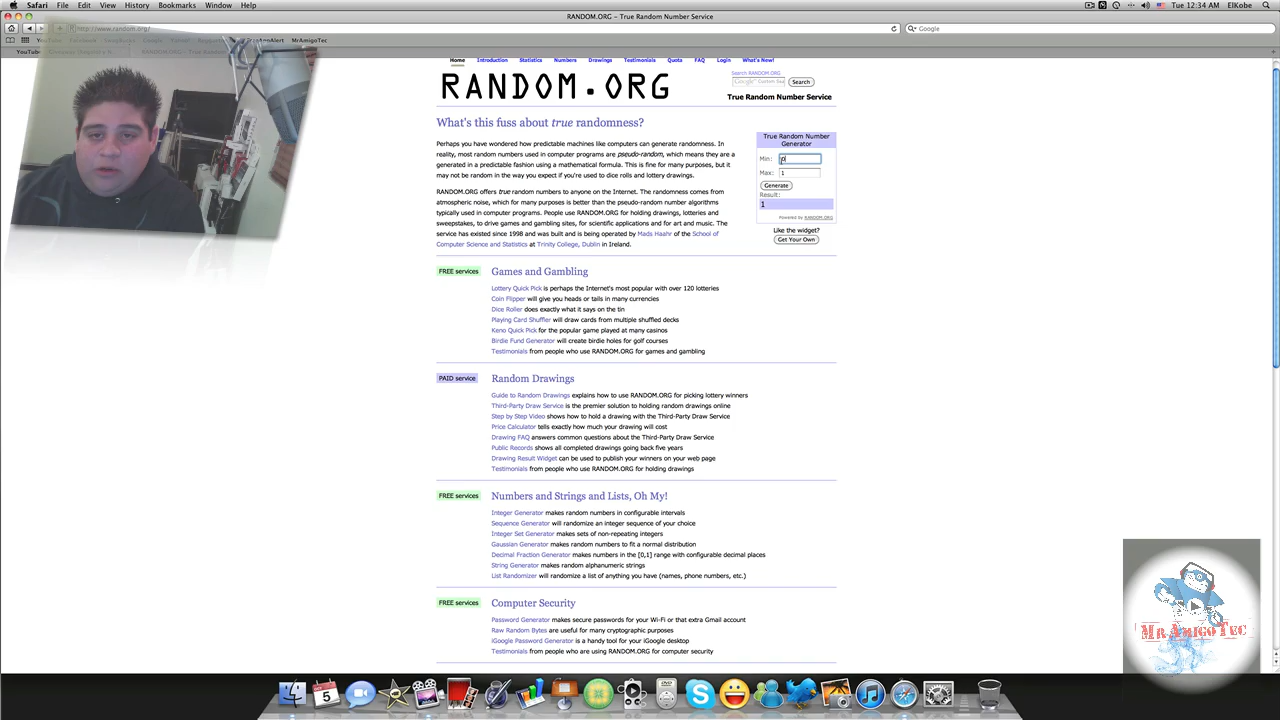 Safari File Edit View History Bookmarks Window Help
Tue 12:34 AM ElKobe
RANDOM.ORG – True Random Number Service
http://www.random.org/
Google
MrAmigoTec
YouTube
Home Introduction Statistics Numbers Drawings Testimonials Quota FAQ Login What's New!
RANDOM.ORG
Search RANDOM.ORG
Search
True Random Number Service
What's this fuss about true randomness?
Perhaps you have wondered how predictable machines like computers can generate randomness. In
reality, most random numbers used in computer programs are pseudo-random, which means they are
generated in a predictable fashion using a mathematical formula. This is fine for many purposes, but it
may not be random in the way you expect if you're used to dice rolls and lottery drawings.
RANDOM.ORG offers true random numbers to anyone on the Internet. The randomness comes from
atmospheric noise, which for many purposes is better than the pseudo-random number algorithms
typically used in computer programs. People use RANDOM.ORG for holding drawings, lotteries and
sweepstakes, to drive games and gambling sites, for scientific applications and for art and music. The
service has existed since 1998 and was built and is being operated by Mads Haahr of the School of
Computer Science and Statistics at Trinity College, Dublin in Ireland.
True Random Number
Generator
Min: 0
Max: 1
Generate
Result:
1
Powered by RANDOM.ORG
Like the widget?
Get Your Own
FREE services
Games and Gambling
Lottery Quick Pick is perhaps the Internet's most popular with over 120 lotteries
Coin Flipper will give you heads or tails in many currencies
Dice Roller does exactly what it says on the tin
Playing Card Shuffler will draw cards from multiple shuffled decks
Keno Quick Pick for the popular game played at many casinos
Birdie Fund Generator will create birdie holes for golf courses
Testimonials from people who use RANDOM.ORG for games and gambling
PAID service
Random Drawings
Guide to Random Drawings explains how to use RANDOM.ORG for picking lottery winners
Third-Party Draw Service is the premier solution to holding random drawings online
Step by Step Video shows how to hold a drawing with the Third-Party Draw Service
Price Calculator tells exactly how much your drawing will cost
Drawing FAQ answers common questions about the Third-Party Draw Service
Public Records shows all completed drawings going back five years
Drawing Result Widget can be used to publish your winners on your web page
Testimonials from people who use RANDOM.ORG for holding drawings
FREE services
Numbers and Strings and Lists, Oh My!
Integer Generator makes random numbers in configurable intervals
Sequence Generator will randomize an integer sequence of your choice
Integer Set Generator makes sets of non-repeating integers
Gaussian Generator makes random numbers to fit a normal distribution
Decimal Fraction Generator makes numbers in the [0,1] range with configurable decimal places
String Generator makes random alphanumeric strings
List Randomizer will randomize a list of anything you have (names, phone numbers, etc.)
FREE services
Computer Security
Password Generator makes secure passwords for your Wi-Fi or that extra Gmail account
Raw Random Bytes are useful for many cryptographic purposes
iGoogle Password Generator is a handy tool for your iGoogle desktop
Testimonials from people who are using RANDOM.ORG for computer security
Mr.AmigoTec
5